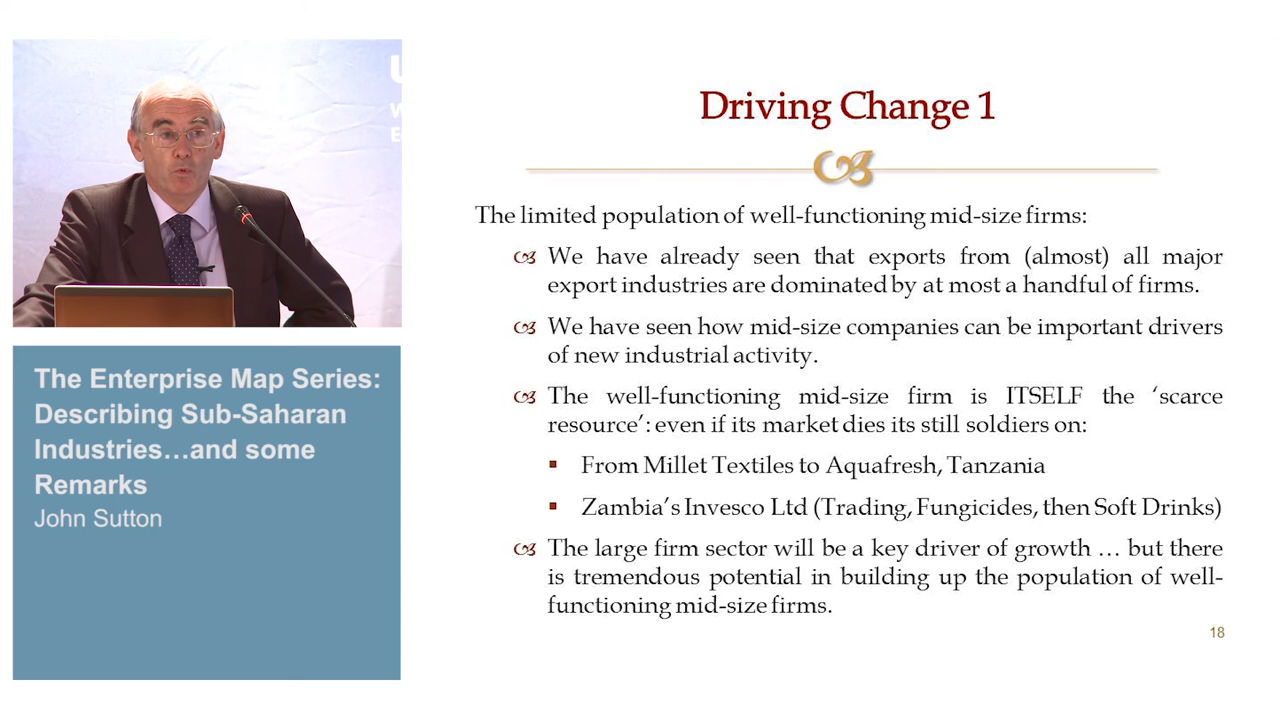 U
W
E
The Enterprise Map Series:
Describing Sub-Saharan
Industries…and some
Remarks
John Sutton
Driving Change 1
The limited population of well-functioning mid-size firms:
We have already seen that exports from (almost) all major
export industries are dominated by at most a handful of firms.
We have seen how mid-size companies can be important drivers
of new industrial activity.
The well-functioning mid-size firm is ITSELF the ‘scarce
resource’: even if its market dies its still soldiers on:
From Millet Textiles to Aquafresh, Tanzania
Zambia’s Invesco Ltd (Trading, Fungicides, then Soft Drinks)
The large firm sector will be a key driver of growth … but there
is tremendous potential in building up the population of well-
functioning mid-size firms.
18